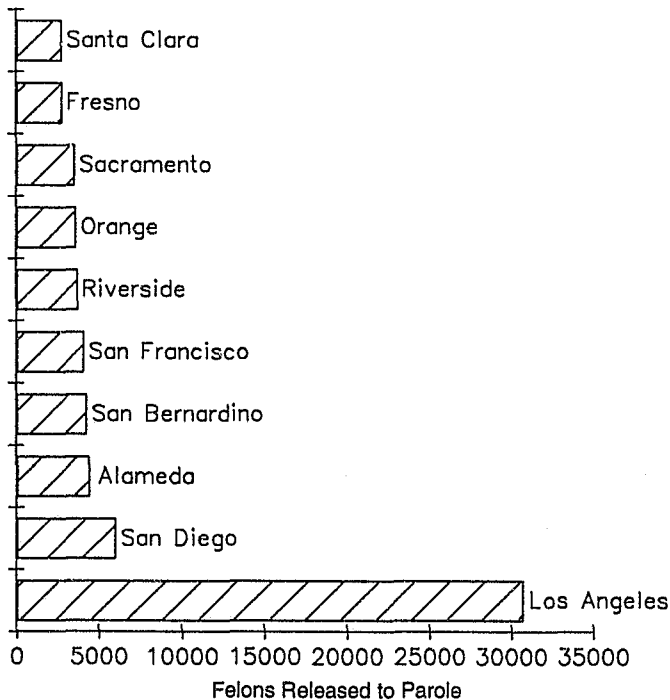 Santa Clara
Fresno
Sacramento
Orange
Riverside
San Francisco
San Bernardino
Alameda
San Diego
Los Angeles
0 5000 10000 15000 20000 25000 30000 35000
Felons Released to Parole